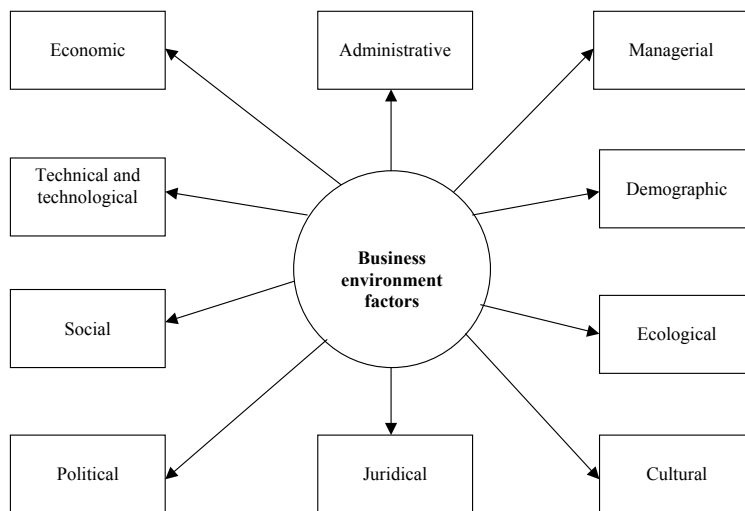 Economic
Administrative
Managerial
Technical and
technological
Demographic
Business
environment
factors
Social
Ecological
Political
Juridical
Cultural